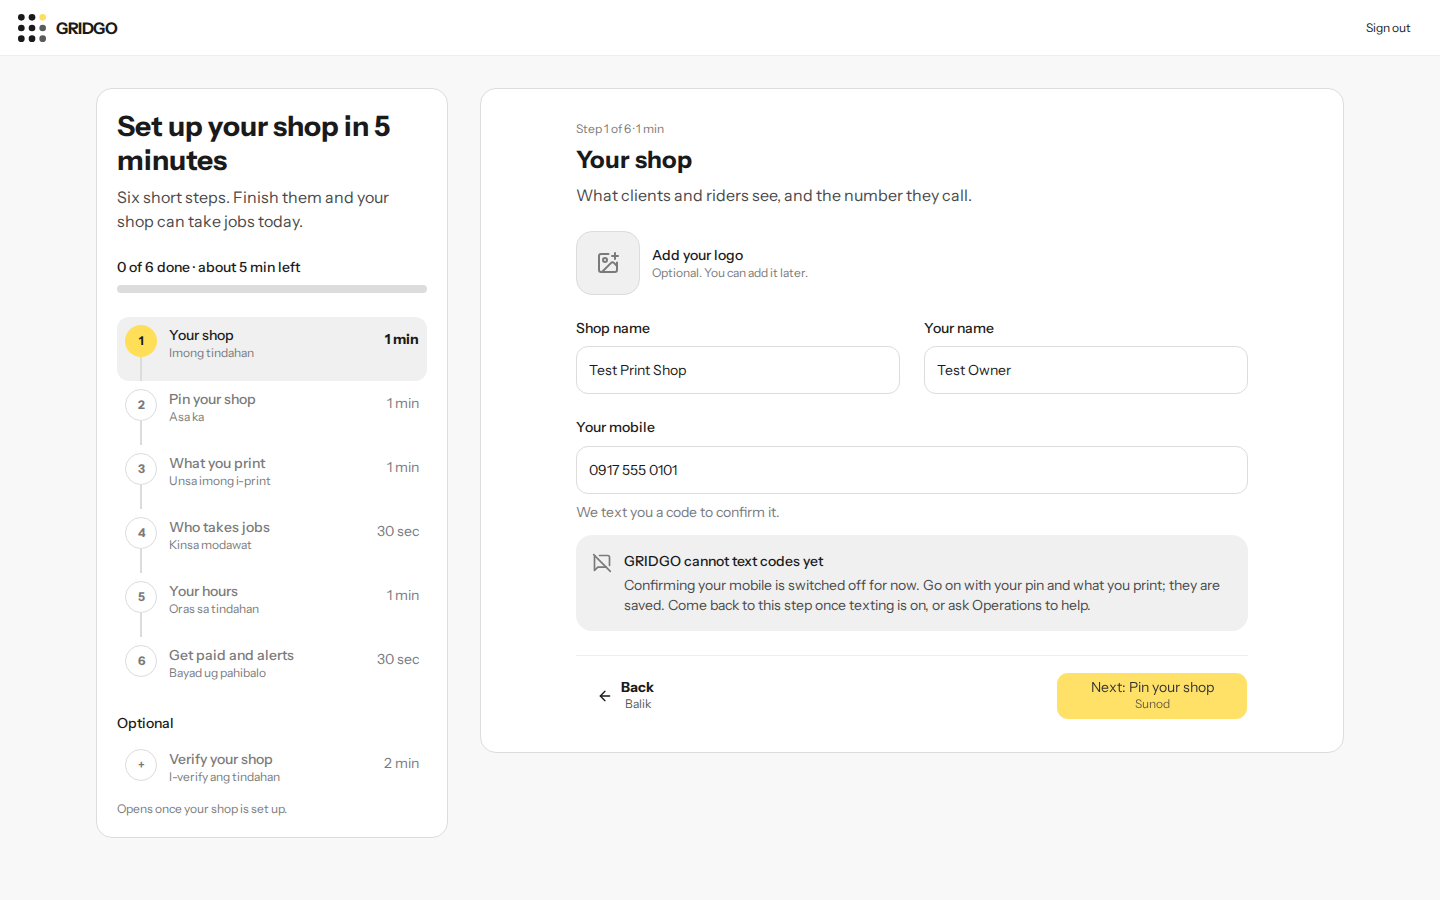 GRIDGO
Sign out
Set up your shop in 5
minutes
Six short steps. Finish them and your
shop can take jobs today.
0 of 6 done · about 5 min left
1
Your shop
1 min
Imong tindahan
2
Pin your shop
1 min
Asa ka
3
What you print
1 min
Unsa imong i-print
4
Who takes jobs
30 sec
Kinsa modawat
5
Your hours
1 min
Oras sa tindahan
6
Get paid and alerts
30 sec
Bayad ug pahibalo
Optional
+
Verify your shop
2 min
I-verify ang tindahan
Opens once your shop is set up.
Step 1 of 6 · 1 min
Your shop
What clients and riders see, and the number they call.
Add your logo
Optional. You can add it later.
Shop name
Your name
Test Print Shop
Test Owner
Your mobile
0917 555 0101
We text you a code to confirm it.
GRIDGO cannot text codes yet
Confirming your mobile is switched off for now. Go on with your pin and what you print; they are
saved. Come back to this step once texting is on, or ask Operations to help.
Back
Balik
Next: Pin your shop
Sunod